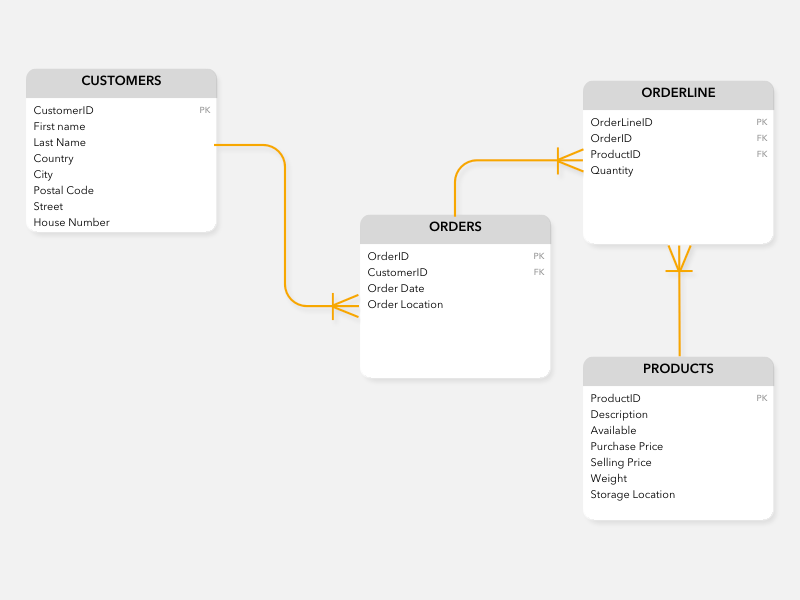 CUSTOMERS
CustomerID PK
First name
Last Name
Country
City
Postal Code
Street
House Number
ORDERS
OrderID PK
CustomerID FK
Order Date
Order Location
ORDERLINE
OrderLineID PK
OrderID FK
ProductID FK
Quantity
PRODUCTS
ProductID PK
Description
Available
Purchase Price
Selling Price
Weight
Storage Location